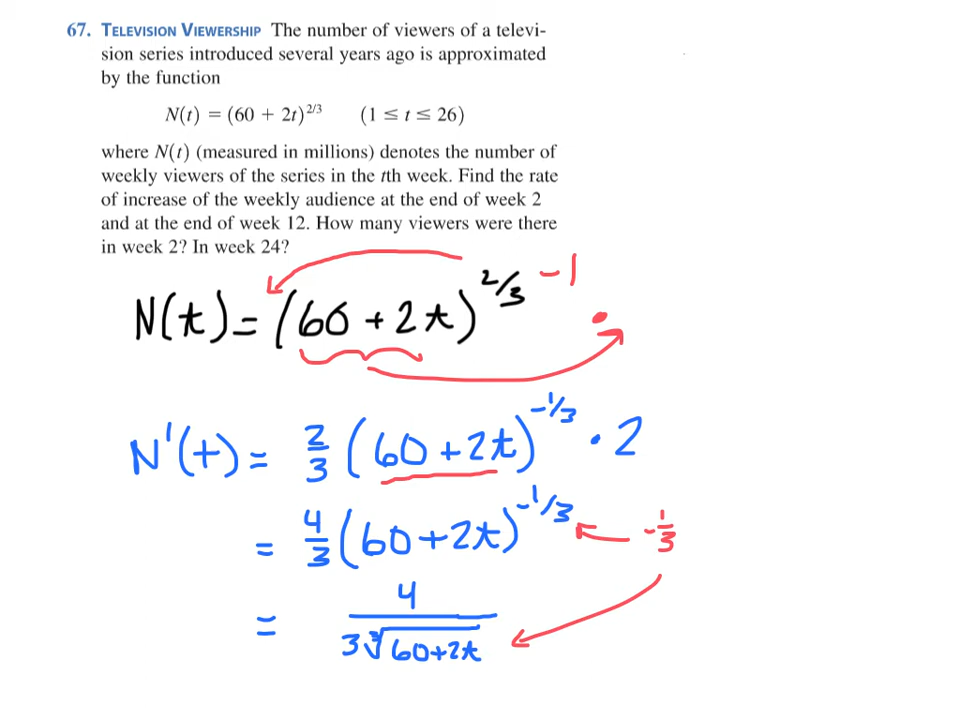 67. TELEVISION VIEWERSHIP The number of viewers of a televi-
sion series introduced several years ago is approximated
by the function
N(t) = (60 + 2t)^{2/3} (1 ≤ t ≤ 26)
where N(t) (measured in millions) denotes the number of
weekly viewers of the series in the tth week. Find the rate
of increase of the weekly audience at the end of week 2
and at the end of week 12. How many viewers were there
in week 2? In week 24?
N(t) = (60 + 2t)^{2/3} -1
N'(t) = 2/3 (60+2t)^{-1/3} · 2
= 4/3 (60+2t)^{-1/3} -1/3
= 4/(3∛(60+2t))